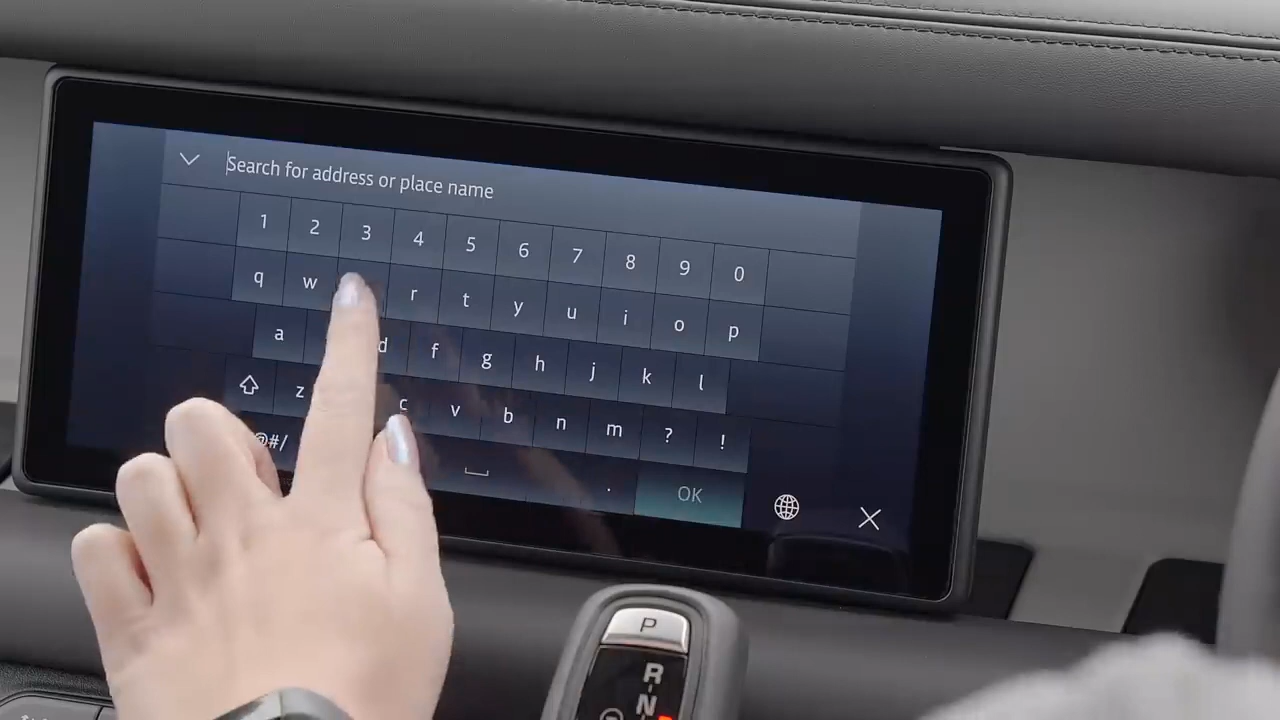 Search for address or place name
1 2 3 4 5 6 7 8 9 0
q w r t y u i o p
a d f g h j k l
z c v b n m ? !
@#/ . OK
P
R
N